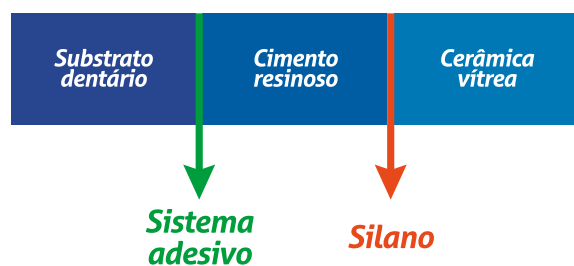 Substrato
dentário
Cimento
resinoso
Cerâmica
vítrea
Sistema
adesivo
Silano